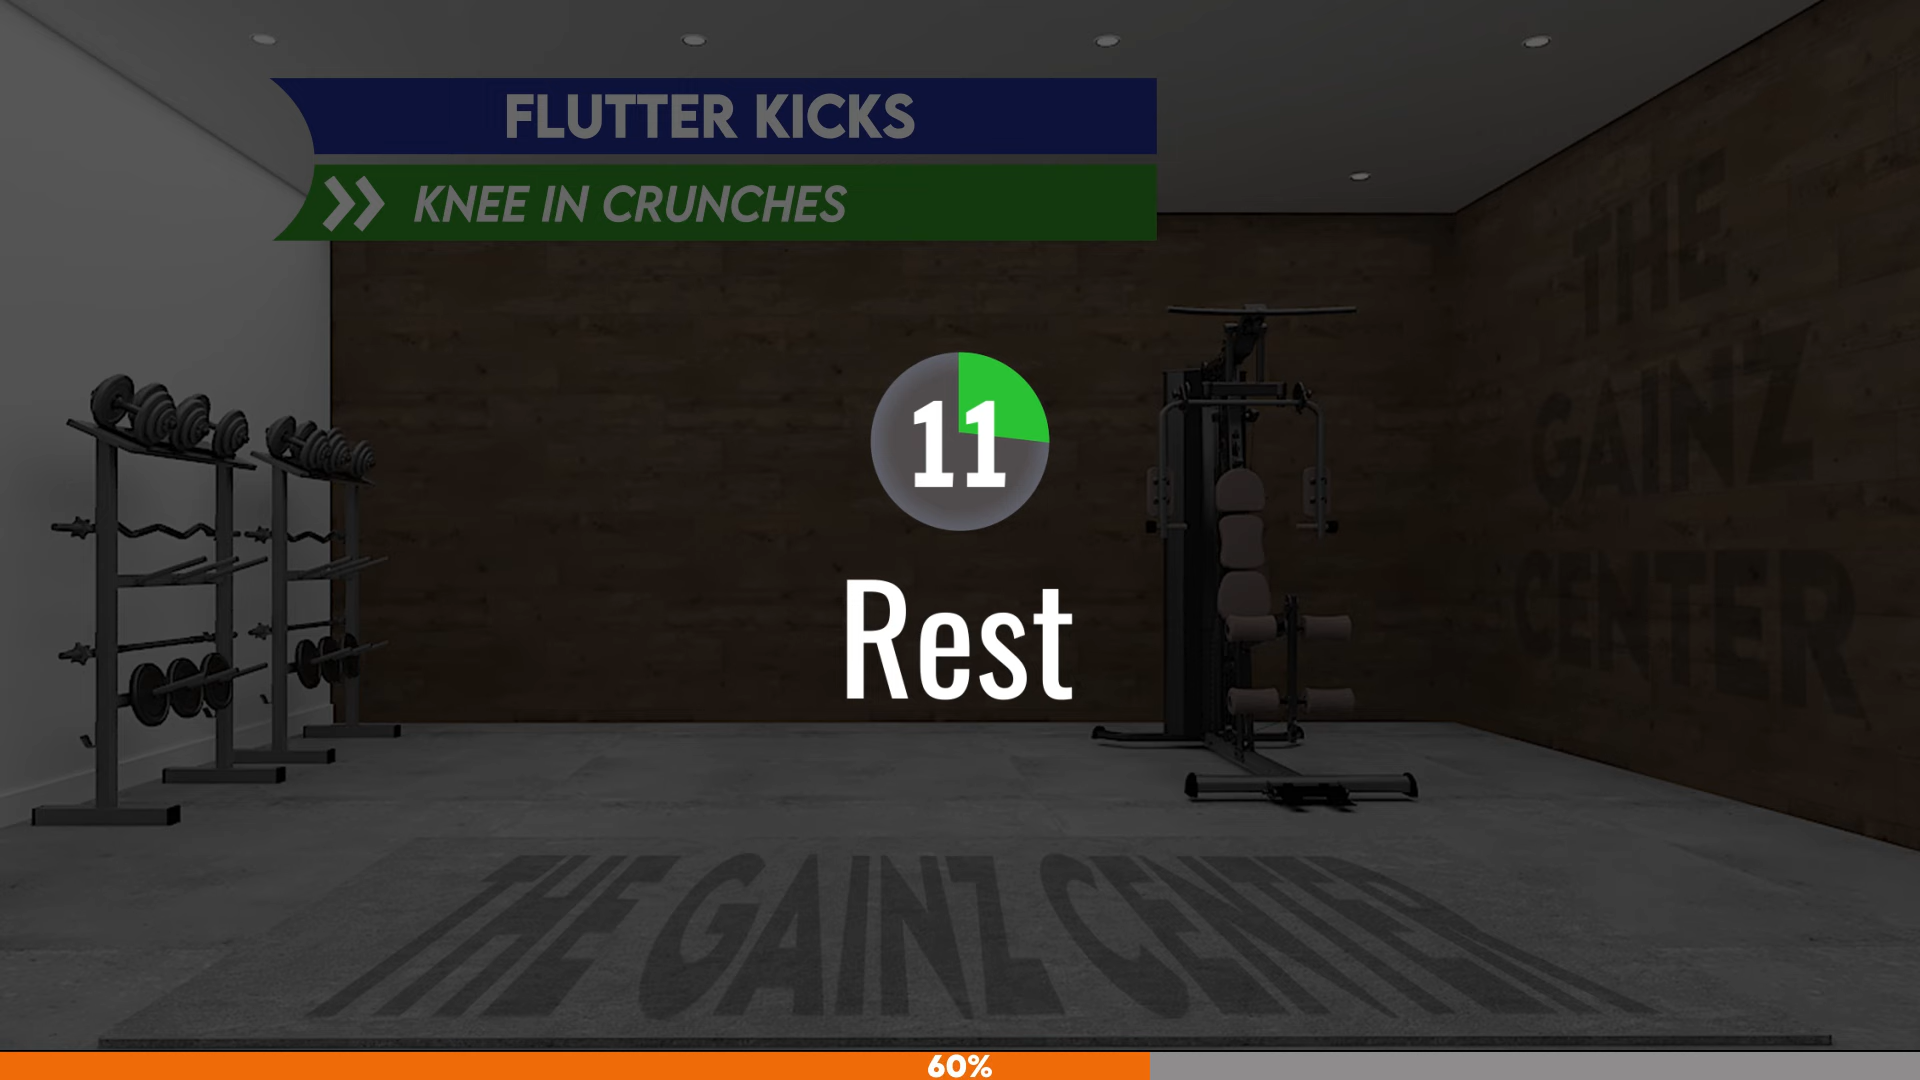 FLUTTER KICKS
KNEE IN CRUNCHES
THE
GAINZ
CENTER
11
Rest
THE GAINZ CENTER
60%